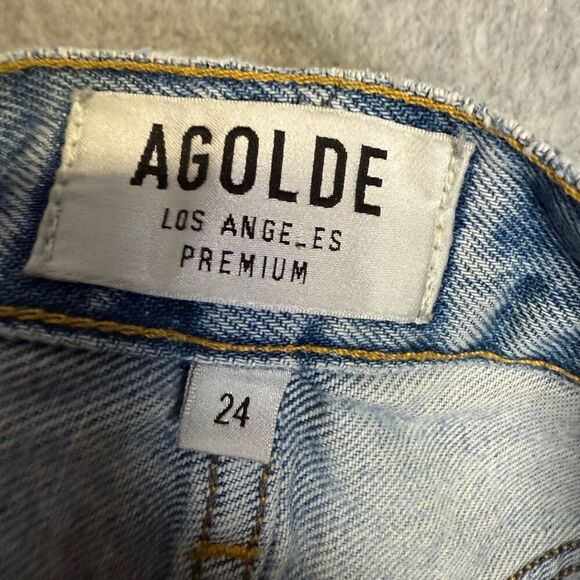 AGOLDE
LOS ANGE_ES
PREMIUM
24